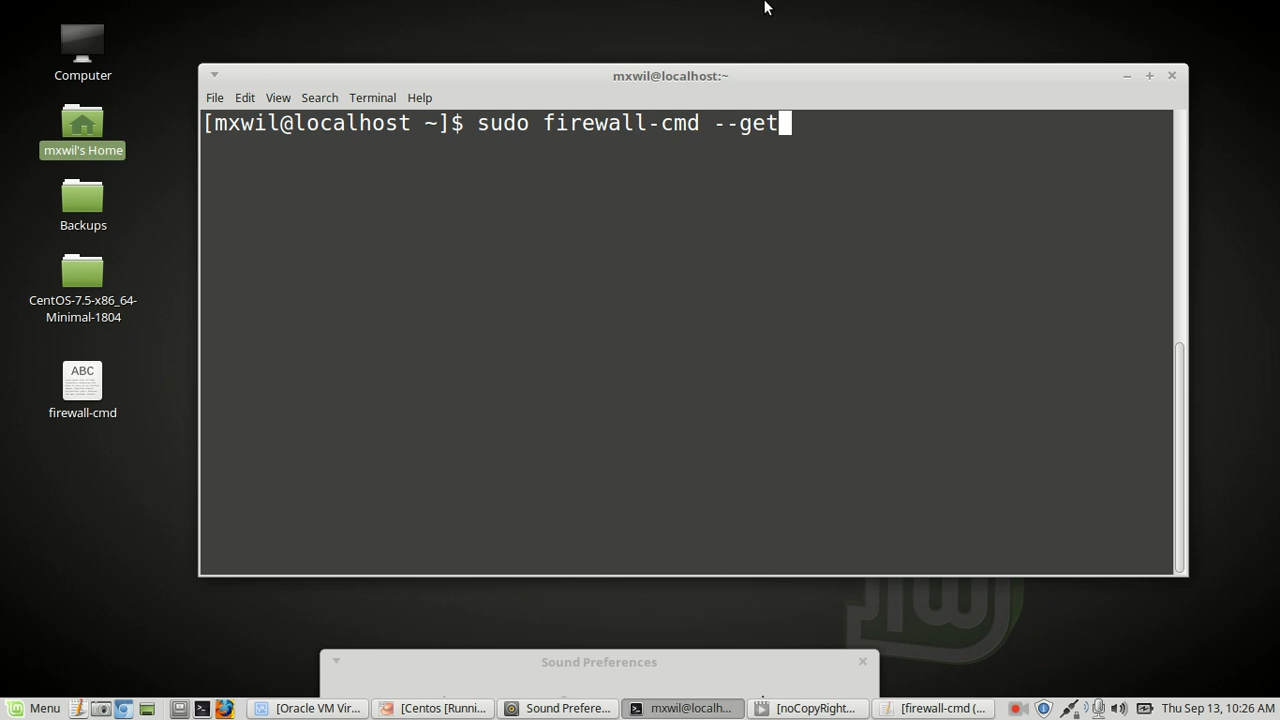 Computer
mxwil's Home
Backups
CentOS-7.5-x86_64-
Minimal-1804
ABC
firewall-cmd
mxwil@localhost:~
File Edit View Search Terminal Help
[mxwil@localhost ~]$ sudo firewall-cmd --get
Sound Preferences
Menu
[Oracle VM Vir...
[Centos [Runni...
Sound Prefere...
mxwil@localh...
[noCopyRight...
[firewall-cmd (...
Thu Sep 13, 10:26 AM